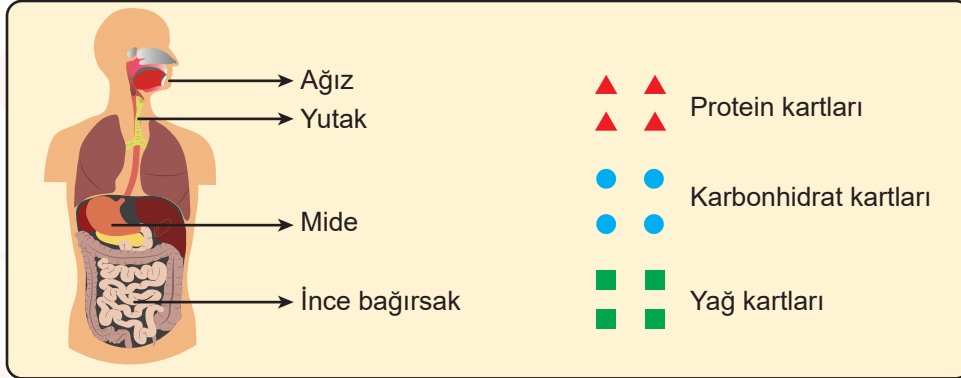 Ağız
Yutak
Mide
İnce bağırsak
Protein kartları
Karbonhidrat kartları
Yağ kartları